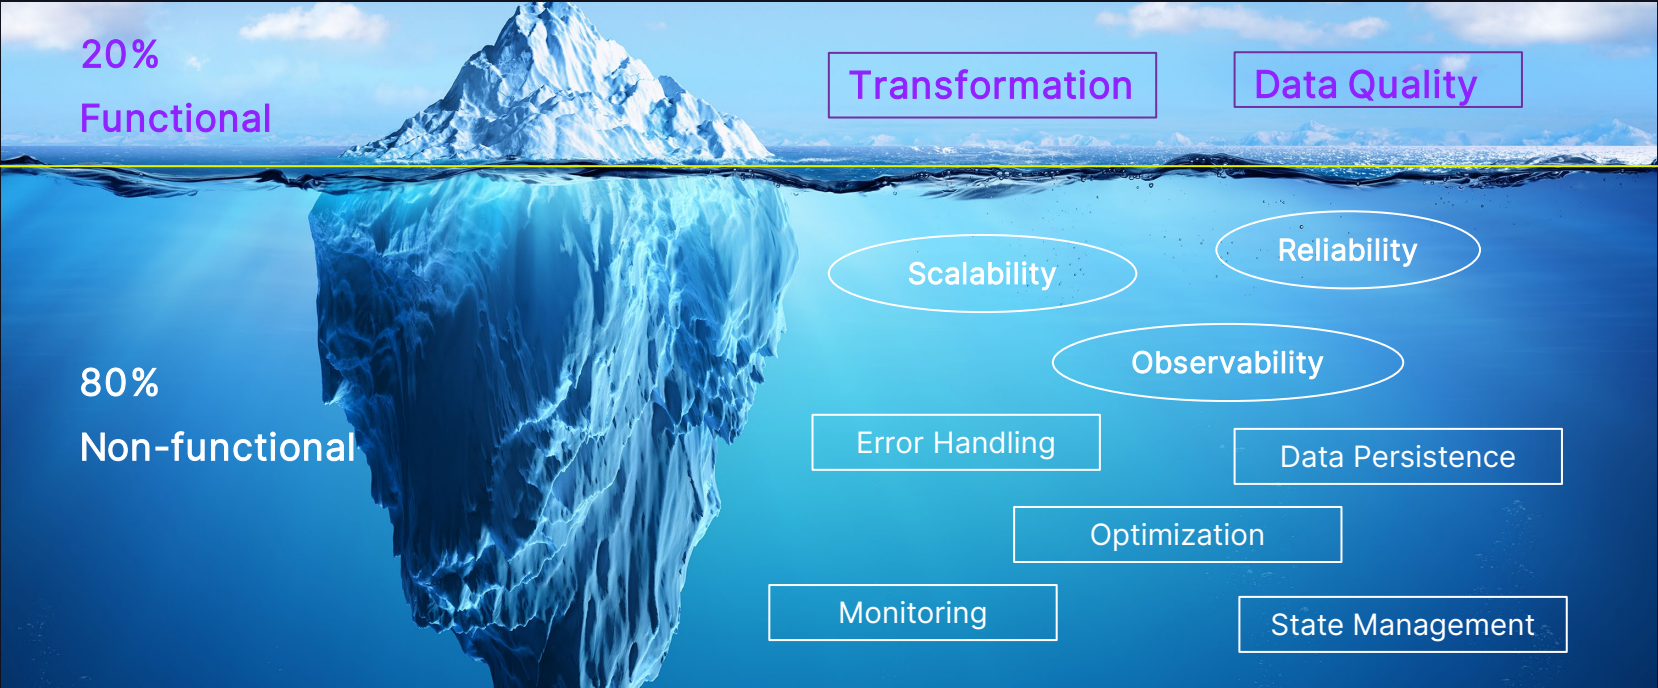 20%
Functional
Transformation
Data Quality
Scalability
Reliability
Observability
80%
Non-functional
Error Handling
Data Persistence
Optimization
Monitoring
State Management